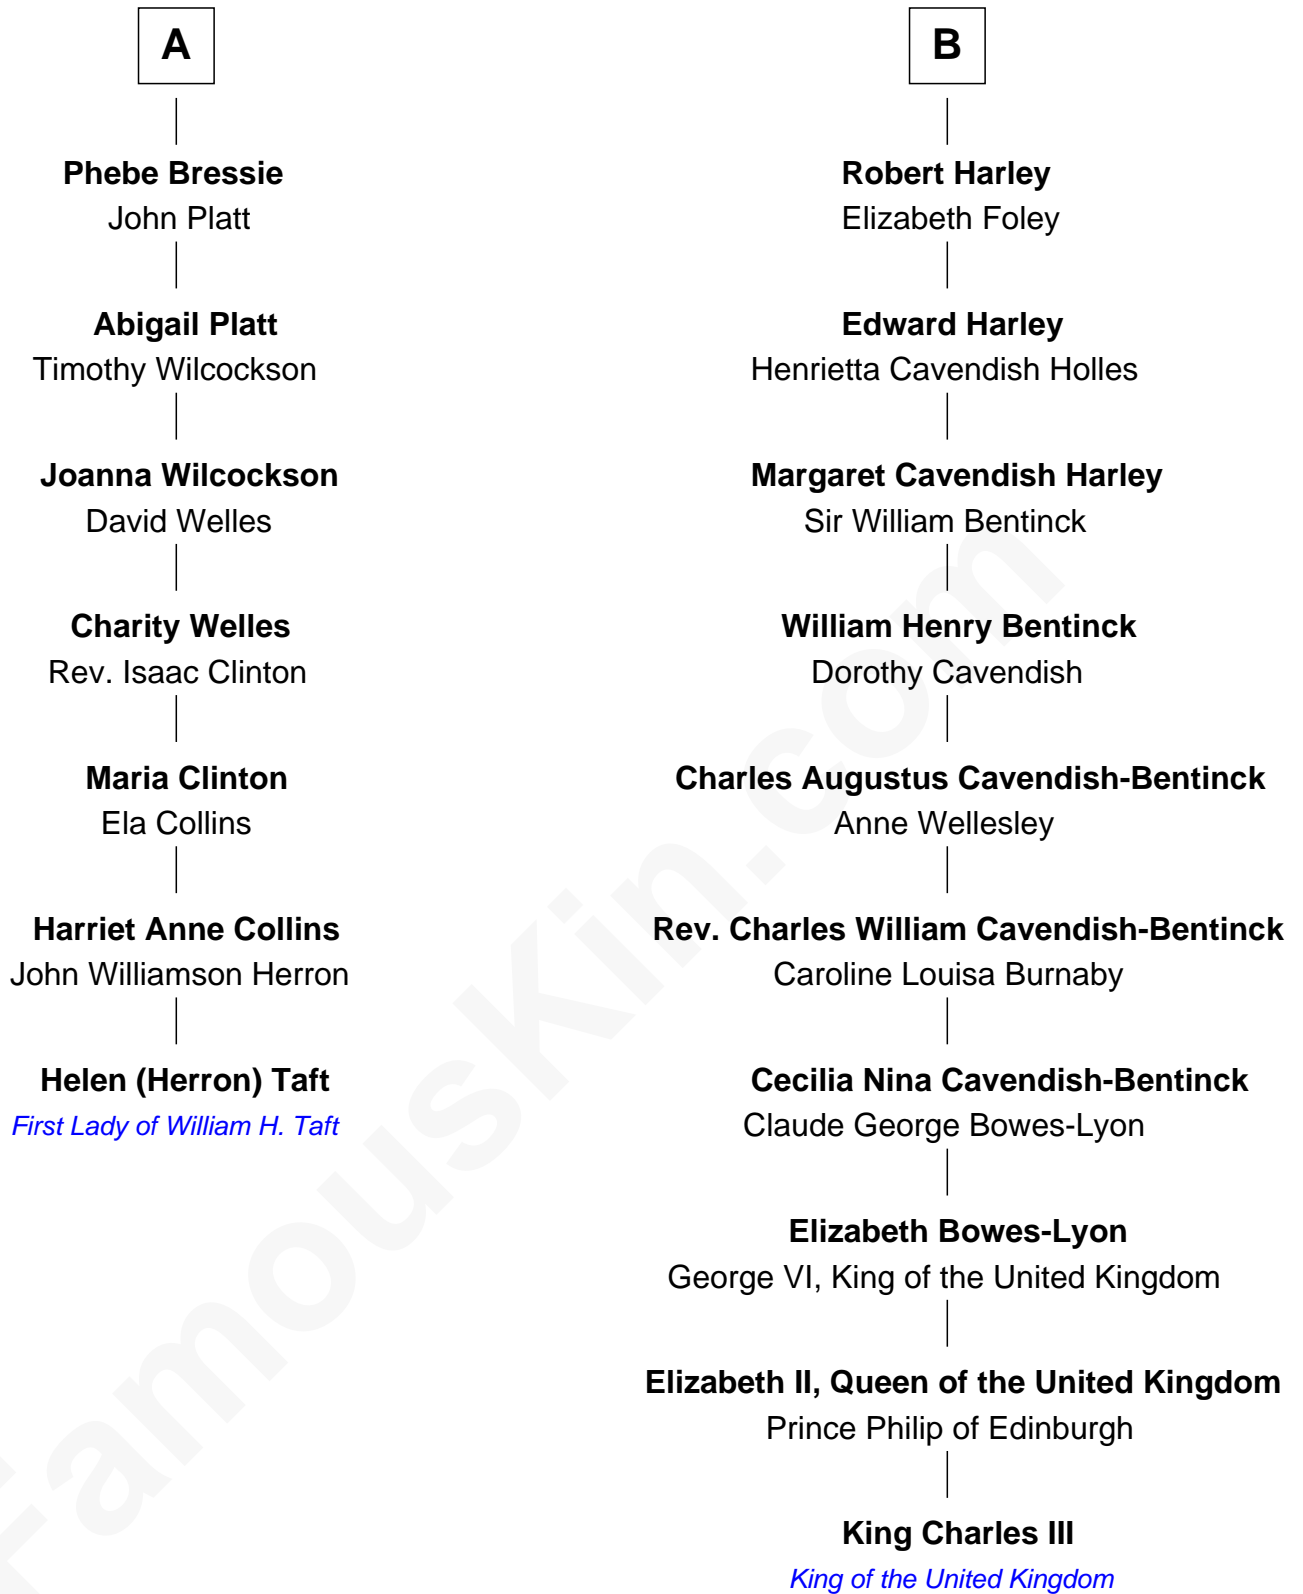 A
Phebe Bressie
John Platt
Abigail Platt
Timothy Wilcockson
Joanna Wilcockson
David Welles
Charity Welles
Rev. Isaac Clinton
Maria Clinton
Ela Collins
Harriet Anne Collins
John Williamson Herron
Helen (Herron) Taft
First Lady of William H. Taft
B
Robert Harley
Elizabeth Foley
Edward Harley
Henrietta Cavendish Holles
Margaret Cavendish Harley
Sir William Bentinck
William Henry Bentinck
Dorothy Cavendish
Charles Augustus Cavendish-Bentinck
Anne Wellesley
Rev. Charles William Cavendish-Bentinck
Caroline Louisa Burnaby
Cecilia Nina Cavendish-Bentinck
Claude George Bowes-Lyon
Elizabeth Bowes-Lyon
George VI, King of the United Kingdom
Elizabeth II, Queen of the United Kingdom
Prince Philip of Edinburgh
King Charles III
King of the United Kingdom
FamousKin.com